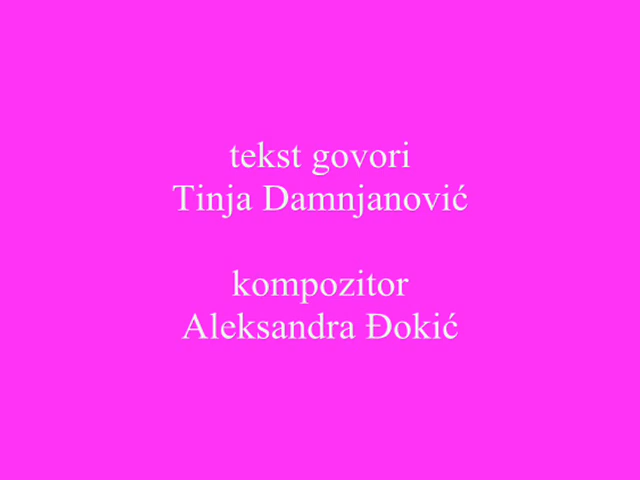 tekst govori
Tinja Damnjanović
kompozitor
Aleksandra Đokić